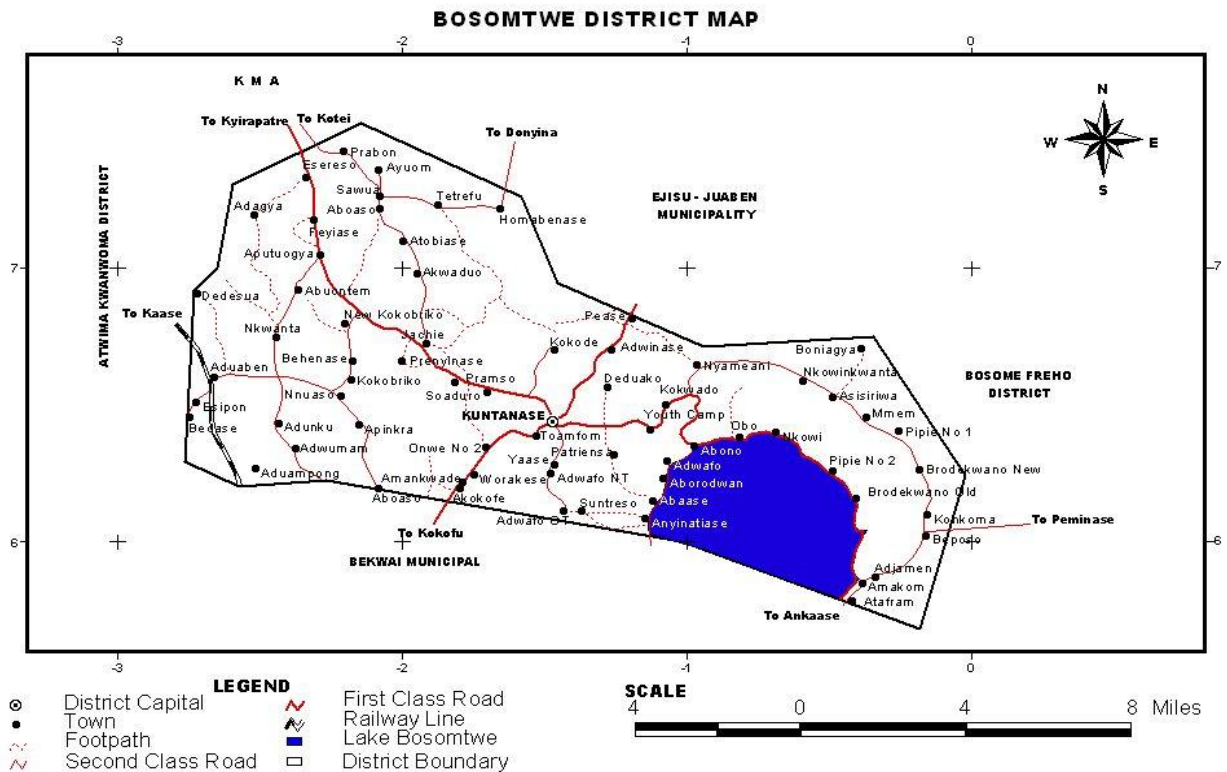 BOSOMTWE DISTRICT MAP
-3
-2
-1
0
K M A
To Kyirapatre
To Kotei
To Donyina
N
W
E
S
Prabon
Esereso
Ayuom
Sawua
Tetrefu
Aboaso
Adagya
Homabenase
EJISU - JUABEN
MUNICIPALITY
ATWIMA KWANWOMA DISTRICT
Feyiase
Atobiase
Aputuogya
7
7
Akwaduo
Dedesua
Abuontem
To Kaase
New Kokobriko
Pease
Nkwanta
Jachie
Kokode
Adwinase
Boniagya
Behenase
Prenyinase
Nyameani
Nkowinkwanta
BOSOME FREHO
DISTRICT
Aduaben
Kokobriko
Pramso
Deduako
Kokwado
Asisiriwa
Esipon
Nnuaso
Soaduro
Bedase
KUNTANASE
Youth Camp
Mmem
Adunku
Apinkra
Toamfom
Obo
Nkowi
Pipie No 1
Adwumam
Onwe No 2
Patriensa
Abono
Yaase
Adwafo
Pipie No 2
Aduampong
Amankwade
Worakese
Adwafo NT
Aborodwan
Brodekwano New
Aboaso
Akokofe
Suntreso
Abaase
Brodekwano Old
Adwafo OT
Anyinatiase
Konkoma
To Peminase
To Kokofu
6
6
Beposo
BEKWAI MUNICIPAL
Adjamen
Amakom
Atafram
To Ankaase
-3
-2
-1
0
LEGEND
District Capital
Town
Footpath
Second Class Road
First Class Road
Railway Line
Lake Bosomtwe
District Boundary
SCALE
4 0 4 8 Miles